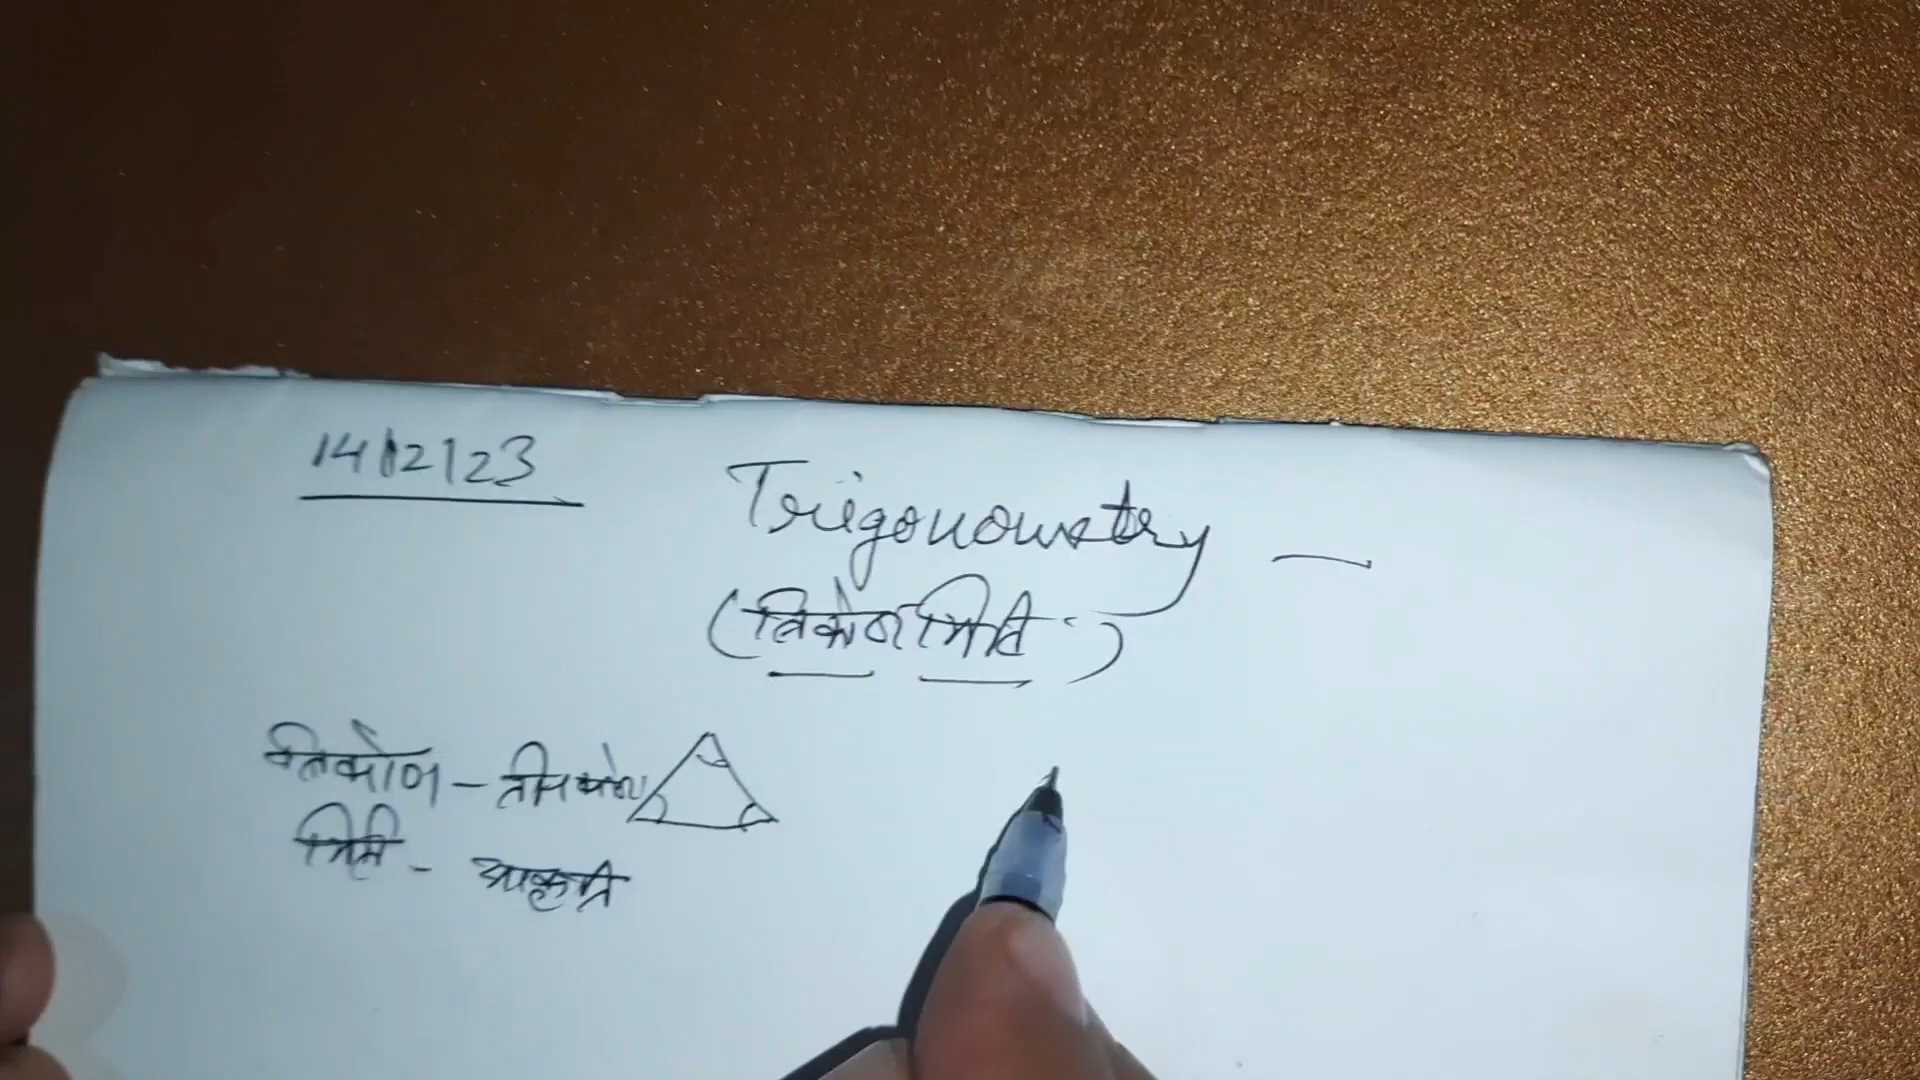 14/12/23
Trigonometry —
(त्रिकोणमिति)
त्रिकोण - तीन कोण
मिति - आकृति